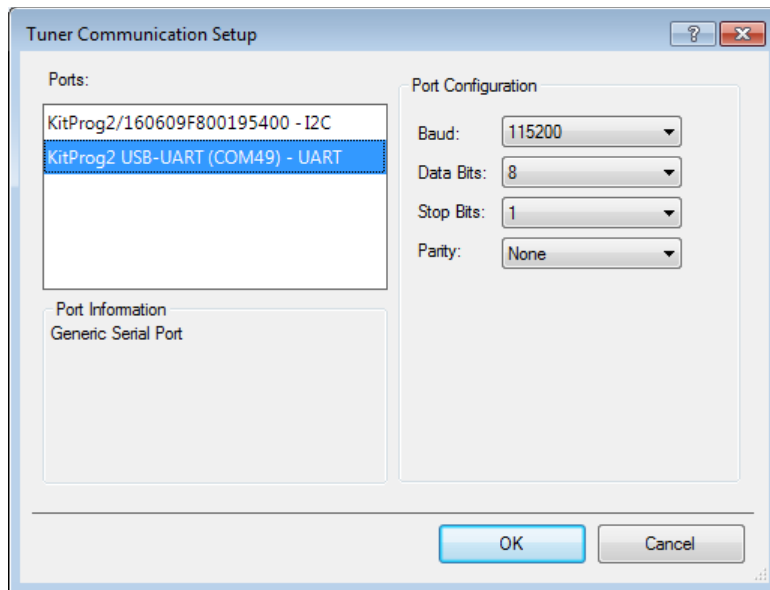 Tuner Communication Setup
Ports:
KitProg2/160609F800195400 - I2C
KitProg2 USB-UART (COM49) - UART
Port Information
Generic Serial Port
Port Configuration
Baud: 115200
Data Bits: 8
Stop Bits: 1
Parity: None
OK
Cancel